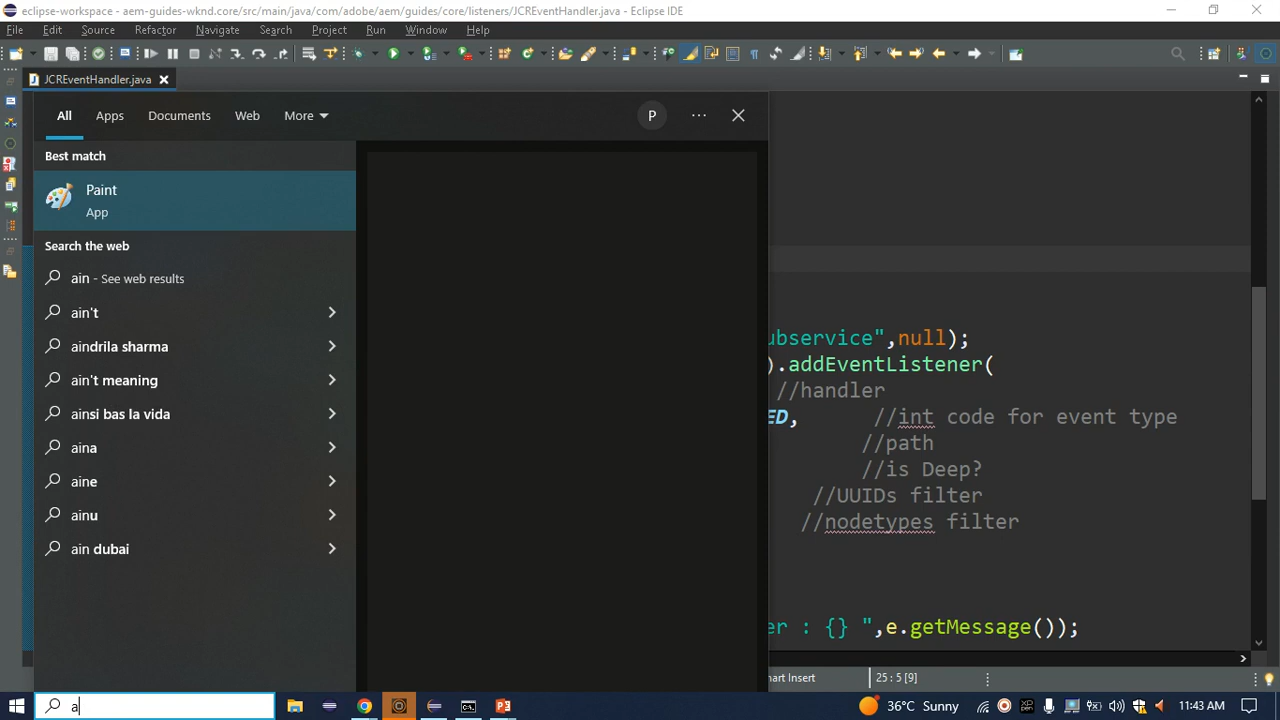 eclipse-workspace - aem-guides-wknd.core/src/main/java/com/adobe/aem/guides/core/listeners/JCREventHandler.java - Eclipse IDE
File Edit Source Refactor Navigate Search Project Run Window Help
JCREventHandler.java
All Apps Documents Web More P ...
Best match
Paint
App
Search the web
ain - See web results
ain't
aindrila sharma
ain't meaning
ainsi bas la vida
aina
aine
ainu
ain dubai
ubservice",null);
).addEventListener(
//handler
ED, //int code for event type
//path
//is Deep?
//UUIDs filter
//nodetypes filter
er : {} ",e.getMessage());
mart Insert 25 : 5 [9]
a
36°C Sunny 11:43 AM